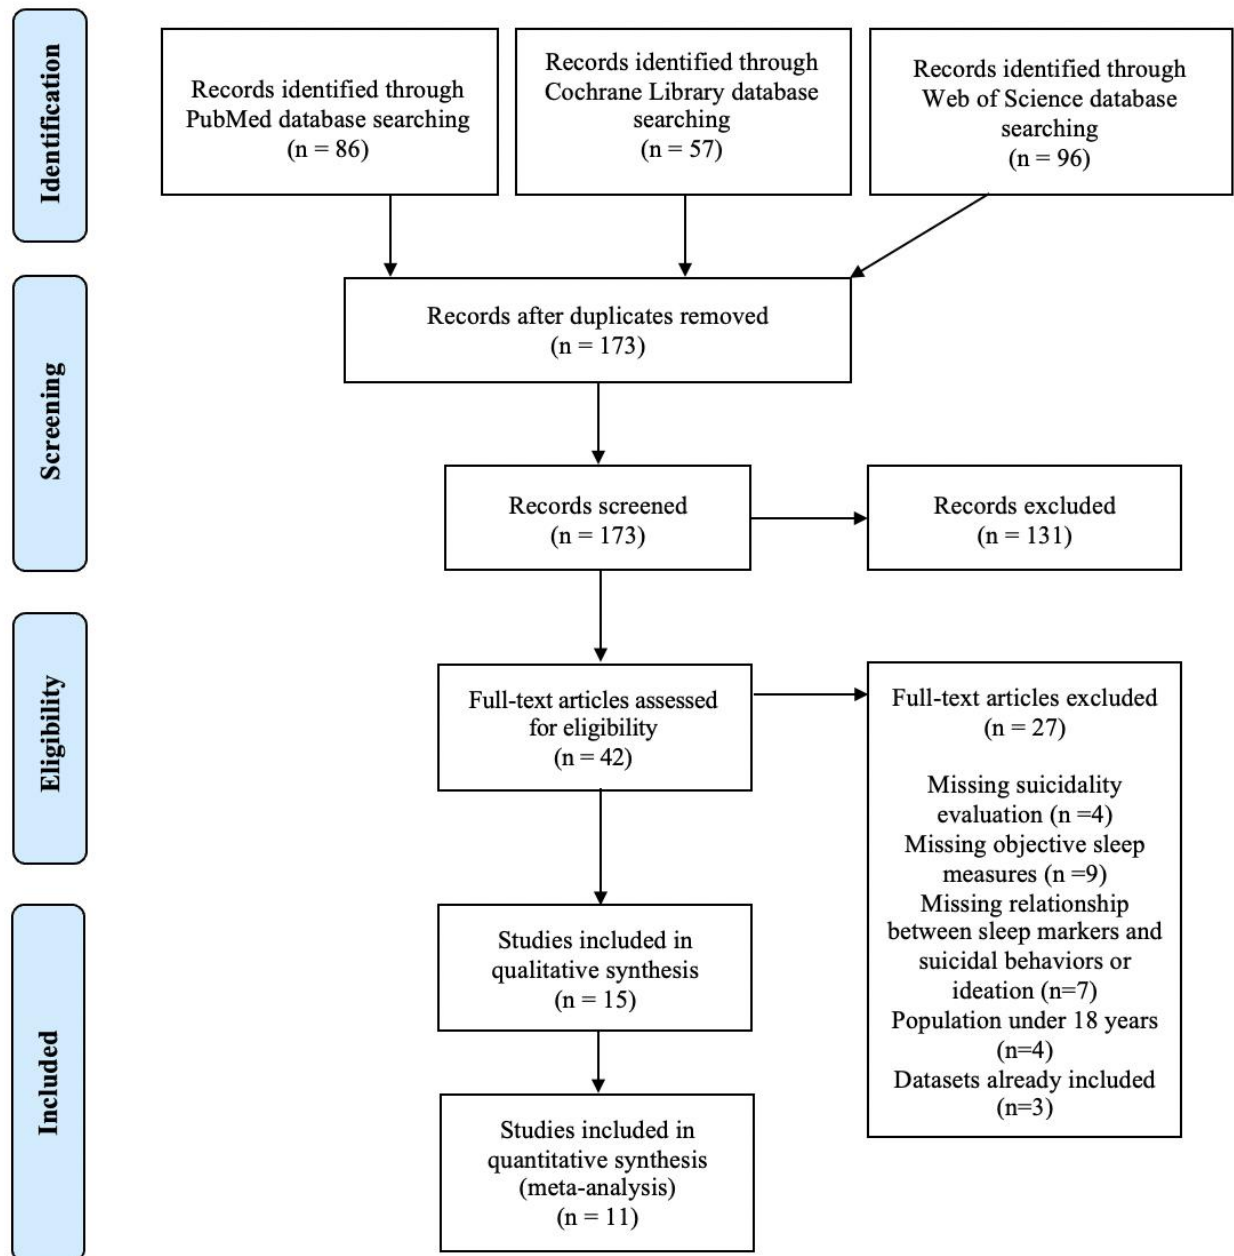 Identification
Records identified through
PubMed database searching
(n = 86)
Records identified through
Cochrane Library database
searching
(n = 57)
Records identified through
Web of Science database
searching
(n = 96)
Screening
Records after duplicates removed
(n = 173)
Records screened
(n = 173)
Records excluded
(n = 131)
Eligibility
Full-text articles assessed
for eligibility
(n = 42)
Full-text articles excluded
(n = 27)
Missing suicidality
evaluation (n =4)
Missing objective sleep
measures (n =9)
Missing relationship
between sleep markers and
suicidal behaviors or
ideation (n=7)
Population under 18 years
(n=4)
Datasets already included
(n=3)
Included
Studies included in
qualitative synthesis
(n = 15)
Studies included in
quantitative synthesis
(meta-analysis)
(n = 11)